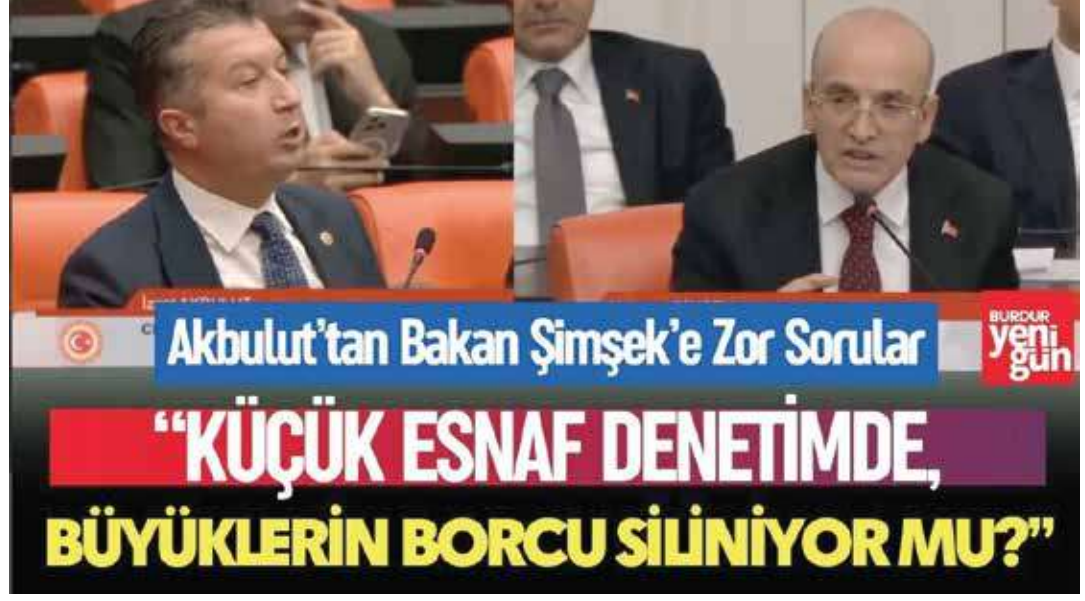 Akbulut'tan Bakan Şimşek'e Zor Sorular
BURDUR
yeni
gün
“KÜÇÜK ESNAF DENETİMDE,
BÜYÜKLERİN BORCU SİLİNİYOR MU?”